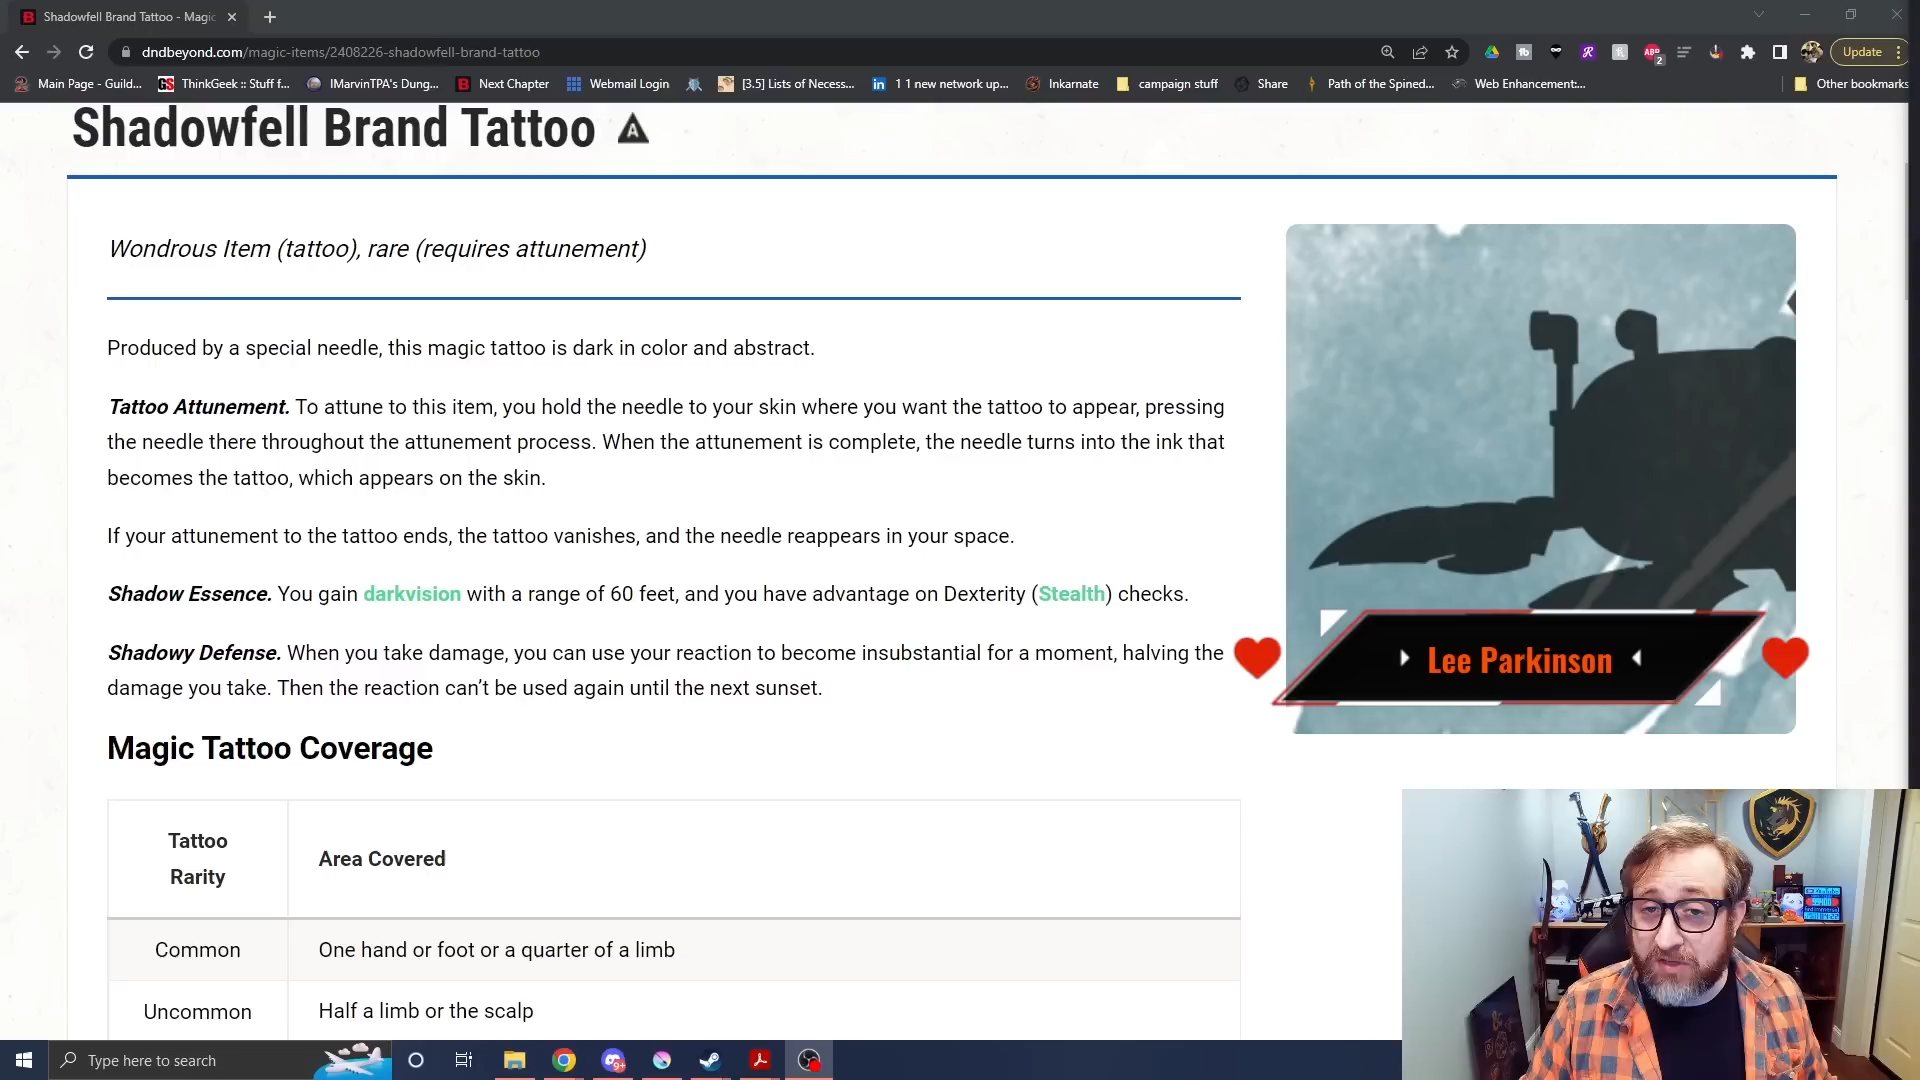 Shadowfell Brand Tattoo - Magic
dndbeyond.com/magic-items/2408226-shadowfell-brand-tattoo
Update
Main Page - Guild...
ThinkGeek :: Stuff f...
IMarvinTPA's Dung...
Next Chapter
Webmail Login
[3.5] Lists of Necess...
1 1 new network up...
Inkarnate
campaign stuff
Share
Path of the Spined...
Web Enhancement:...
Other bookmarks
Shadowfell Brand Tattoo
Wondrous Item (tattoo), rare (requires attunement)
Produced by a special needle, this magic tattoo is dark in color and abstract.
Tattoo Attunement. To attune to this item, you hold the needle to your skin where you want the tattoo to appear, pressing
the needle there throughout the attunement process. When the attunement is complete, the needle turns into the ink that
becomes the tattoo, which appears on the skin.
If your attunement to the tattoo ends, the tattoo vanishes, and the needle reappears in your space.
Shadow Essence. You gain darkvision with a range of 60 feet, and you have advantage on Dexterity (Stealth) checks.
Shadowy Defense. When you take damage, you can use your reaction to become insubstantial for a moment, halving the
damage you take. Then the reaction can't be used again until the next sunset.
Lee Parkinson
Magic Tattoo Coverage
Tattoo
Rarity
Area Covered
Common
One hand or foot or a quarter of a limb
Uncommon
Half a limb or the scalp
Type here to search